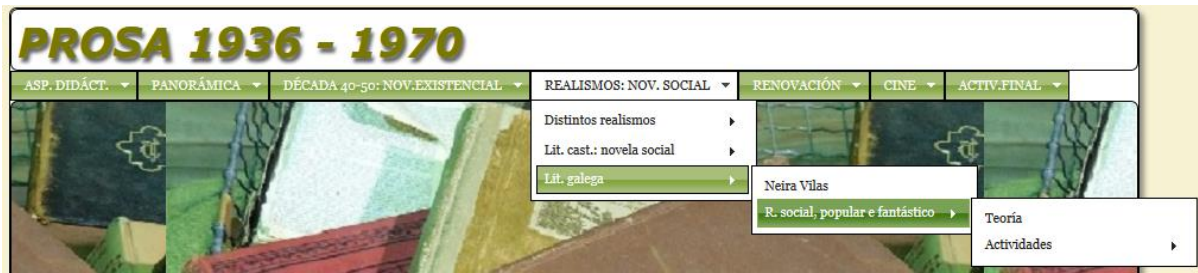 PROSA 1936 - 1970
ASP. DIDÁCT. PANORÁMICA DÉCADA 40-50: NOV.EXISTENCIAL REALISMOS: NOV. SOCIAL RENOVACIÓN CINE ACTIV.FINAL
Distintos realismos
Lit. cast.: novela social
Lit. galega
Neira Vilas
R. social, popular e fantástico
Teoría
Actividades